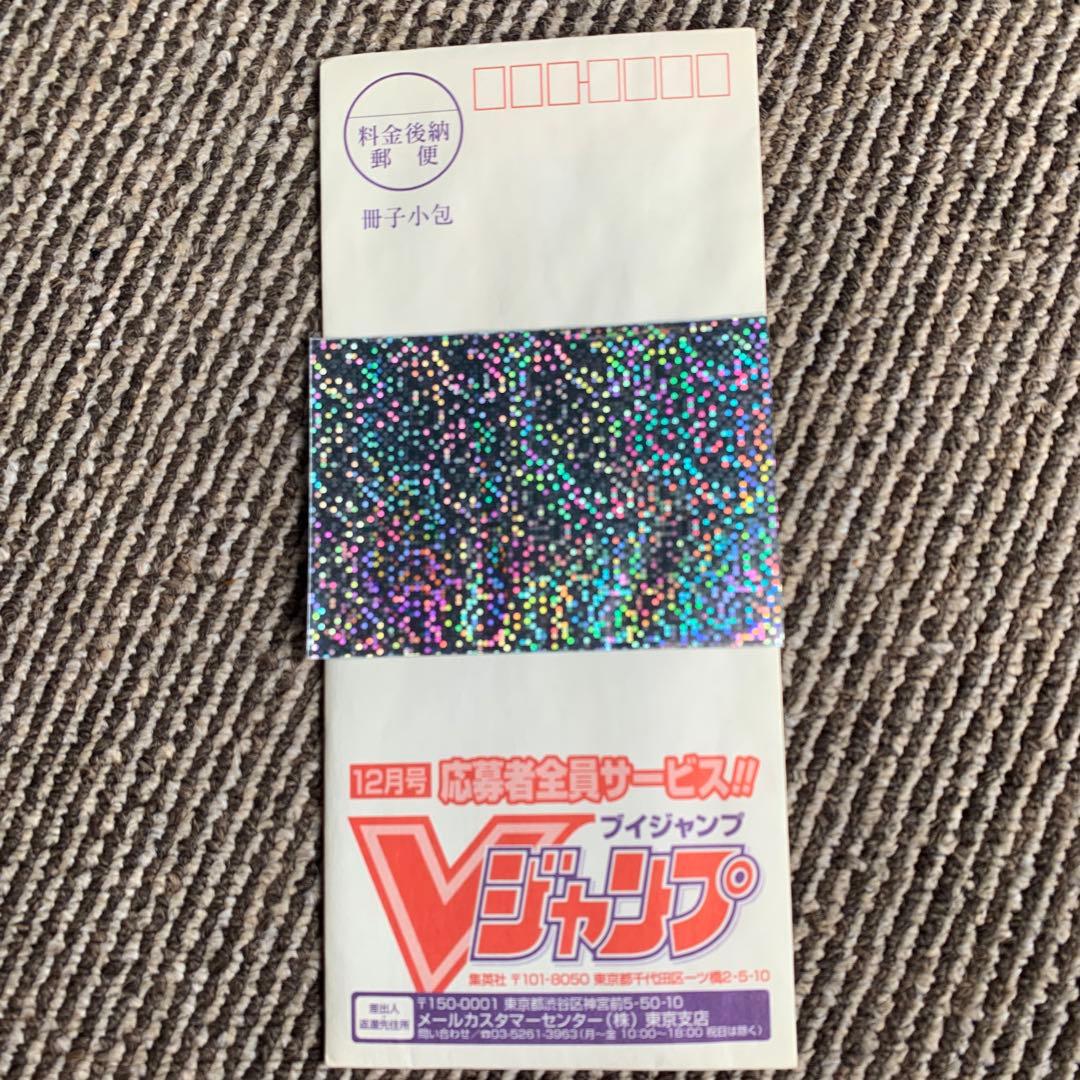 料金後納
郵　便
冊子小包
12月号 応募者全員サービス!!
ブイジャンプ
Vジャンプ
集英社 〒101-8050 東京都千代田区一ツ橋2-5-10
差出人
返還先住所
〒150-0001 東京都渋谷区神宮前5-50-10
メールカスタマーセンター(株) 東京支店
問い合わせ/☎03-5261-3963(月〜金 10:00〜18:00 祝日は除く)